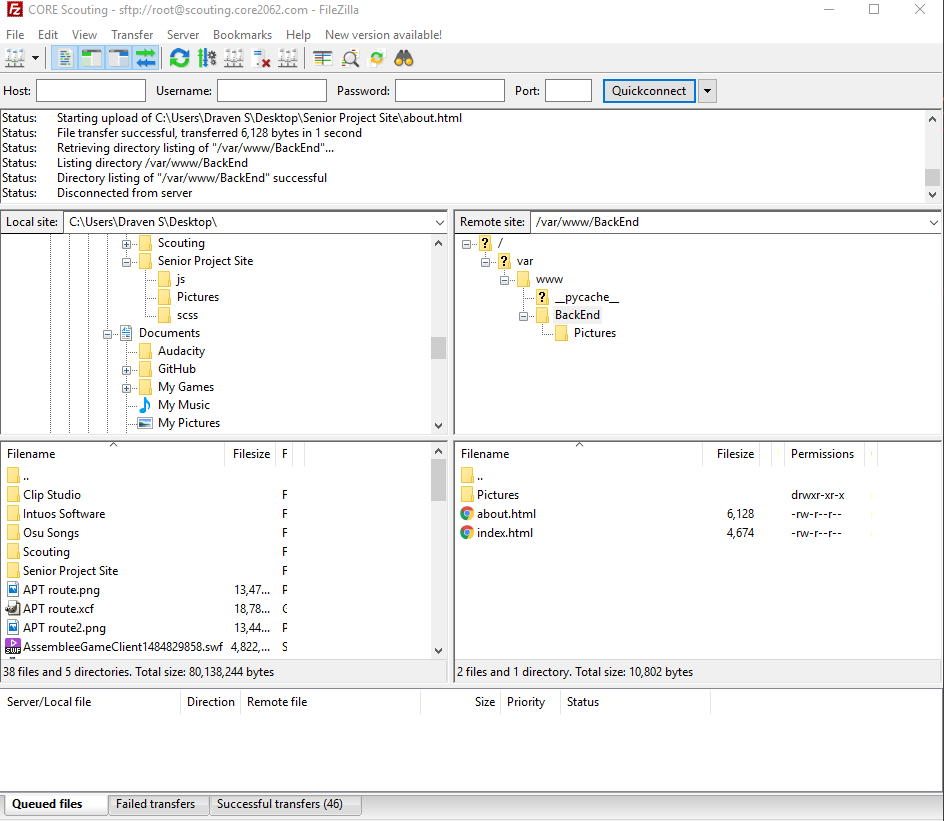 CORE Scouting - sftp://root@scouting.core2062.com - FileZilla
File Edit View Transfer Server Bookmarks Help New version available!
Host: Username: Password: Port: Quickconnect
Status: Starting upload of C:\Users\Draven S\Desktop\Senior Project Site\about.html
Status: File transfer successful, transferred 6,128 bytes in 1 second
Status: Retrieving directory listing of "/var/www/BackEnd"...
Status: Listing directory /var/www/BackEnd
Status: Directory listing of "/var/www/BackEnd" successful
Status: Disconnected from server
Local site: C:\Users\Draven S\Desktop\
Scouting
Senior Project Site
js
Pictures
scss
Documents
Audacity
GitHub
My Games
My Music
My Pictures
Remote site: /var/www/BackEnd
/
var
www
__pycache__
BackEnd
Pictures
Filename Filesize F
..
Clip Studio F
Intuos Software F
Osu Songs F
Scouting F
Senior Project Site F
APT route.png 13,47... P
APT route.xcf 18,78... G
APT route2.png 13,44... P
AssembleeGameClient1484829858.swf 4,822,... S
38 files and 5 directories. Total size: 80,138,244 bytes
Filename Filesize Permissions
..
Pictures drwxr-xr-x
about.html 6,128 -rw-r--r--
index.html 4,674 -rw-r--r--
2 files and 1 directory. Total size: 10,802 bytes
Server/Local file Direction Remote file Size Priority Status
Queued files Failed transfers Successful transfers (46)